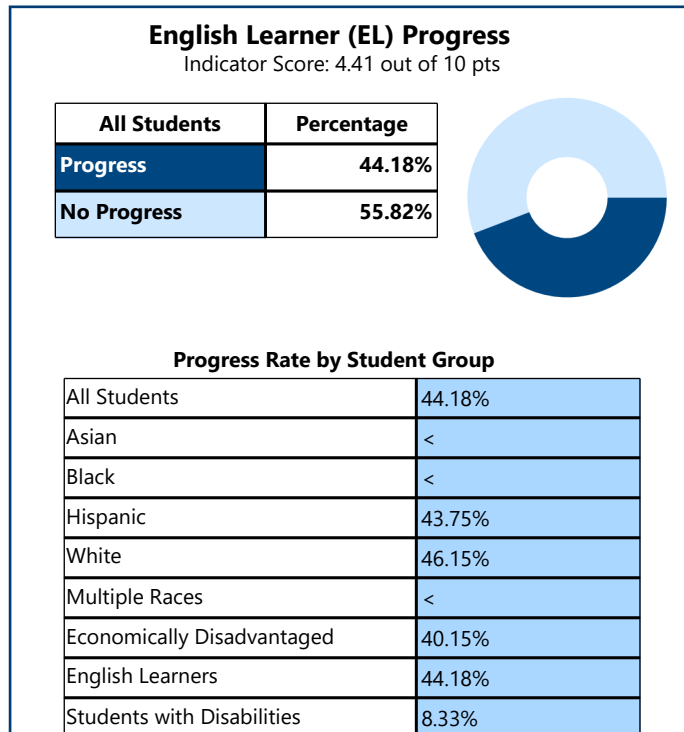 English Learner (EL) Progress
Indicator Score: 4.41 out of 10 pts
All Students Percentage
Progress 44.18%
No Progress 55.82%
Progress Rate by Student Group
All Students 44.18%
Asian <
Black <
Hispanic 43.75%
White 46.15%
Multiple Races <
Economically Disadvantaged 40.15%
English Learners 44.18%
Students with Disabilities 8.33%